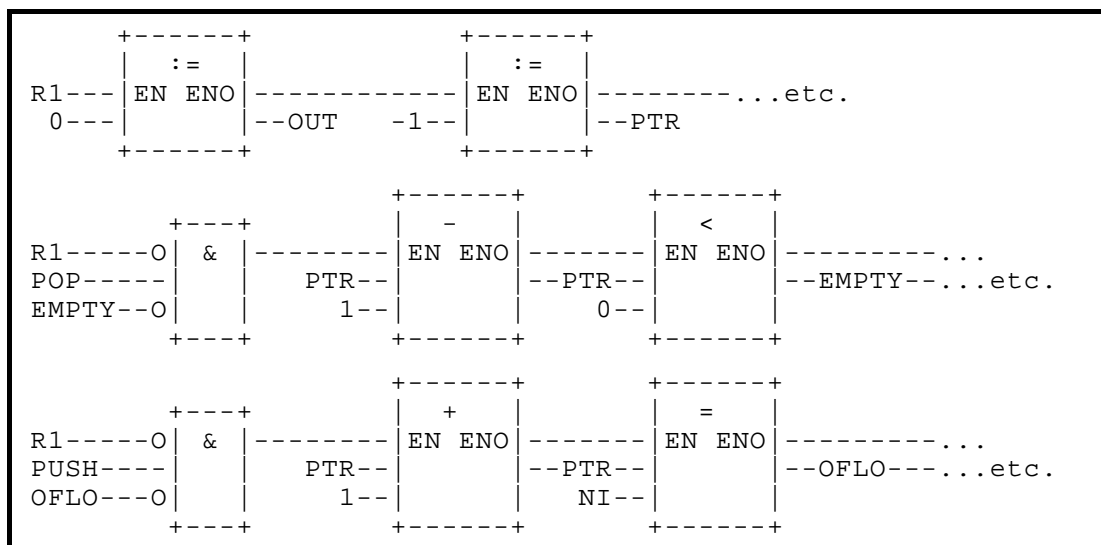 +------+ +------+
| := | | := |
R1---|EN ENO|------------|EN ENO|--------...etc.
0---| |--OUT -1--| |--PTR
+------+ +------+
+------+ +------+
+---+ | - | | < |
R1-----O| & |--------|EN ENO|-------|EN ENO|---------...
POP-----| | PTR--| |--PTR--| |--EMPTY--...etc.
EMPTY--O| | 1--| | 0--| |
+---+ +------+ +------+
+------+ +------+
+---+ | + | | = |
R1-----O| & |--------|EN ENO|-------|EN ENO|---------...
PUSH----| | PTR--| |--PTR--| |--OFLO---...etc.
OFLO---O| | 1--| | NI--| |
+---+ +------+ +------+